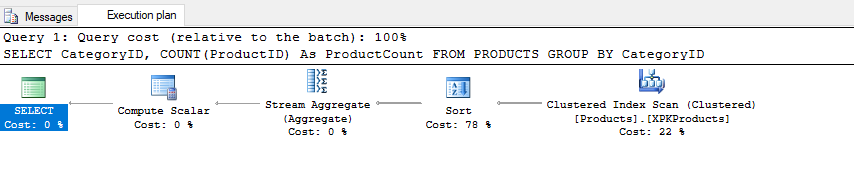 Messages Execution plan
Query 1: Query cost (relative to the batch): 100%
SELECT CategoryID, COUNT(ProductID) As ProductCount FROM PRODUCTS GROUP BY CategoryID
SELECT
Cost: 0 %
Compute Scalar
Cost: 0 %
Stream Aggregate
(Aggregate)
Cost: 0 %
Sort
Cost: 78 %
Clustered Index Scan (Clustered)
[Products].[XPKProducts]
Cost: 22 %